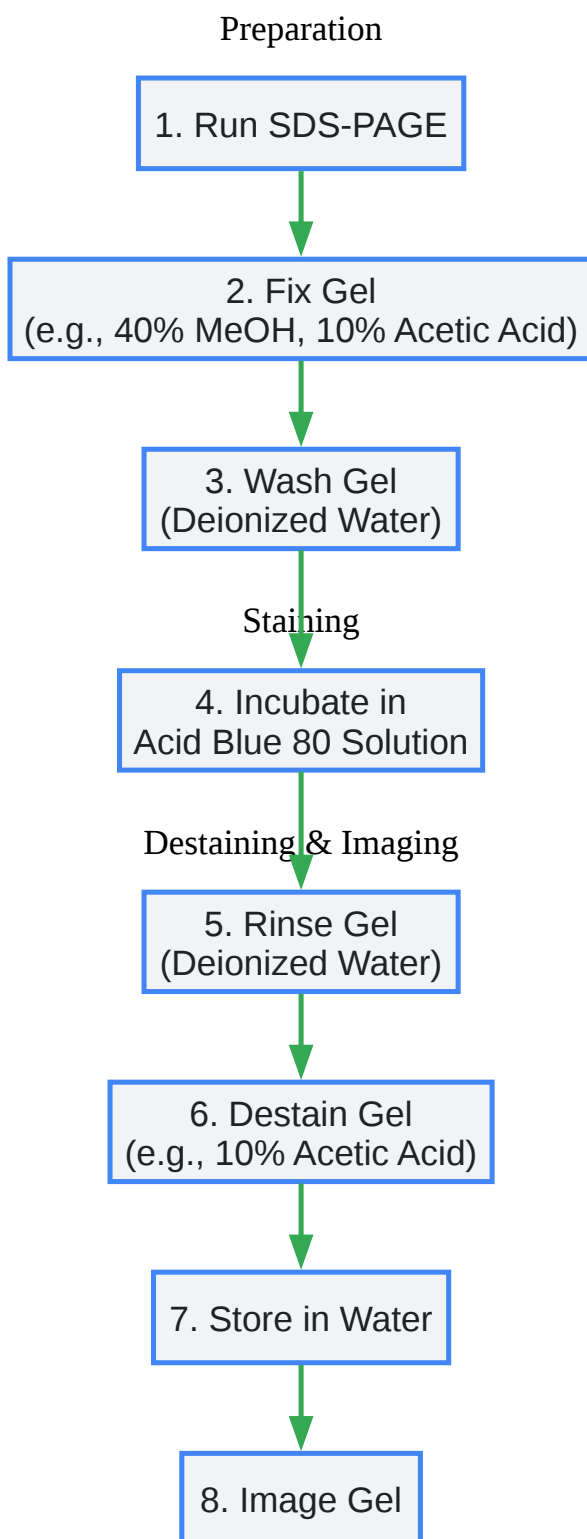 Preparation
1. Run SDS-PAGE
2. Fix Gel
(e.g., 40% MeOH, 10% Acetic Acid)
3. Wash Gel
(Deionized Water)
Staining
4. Incubate in
Acid Blue 80 Solution
Destaining & Imaging
5. Rinse Gel
(Deionized Water)
6. Destain Gel
(e.g., 10% Acetic Acid)
7. Store in Water
8. Image Gel